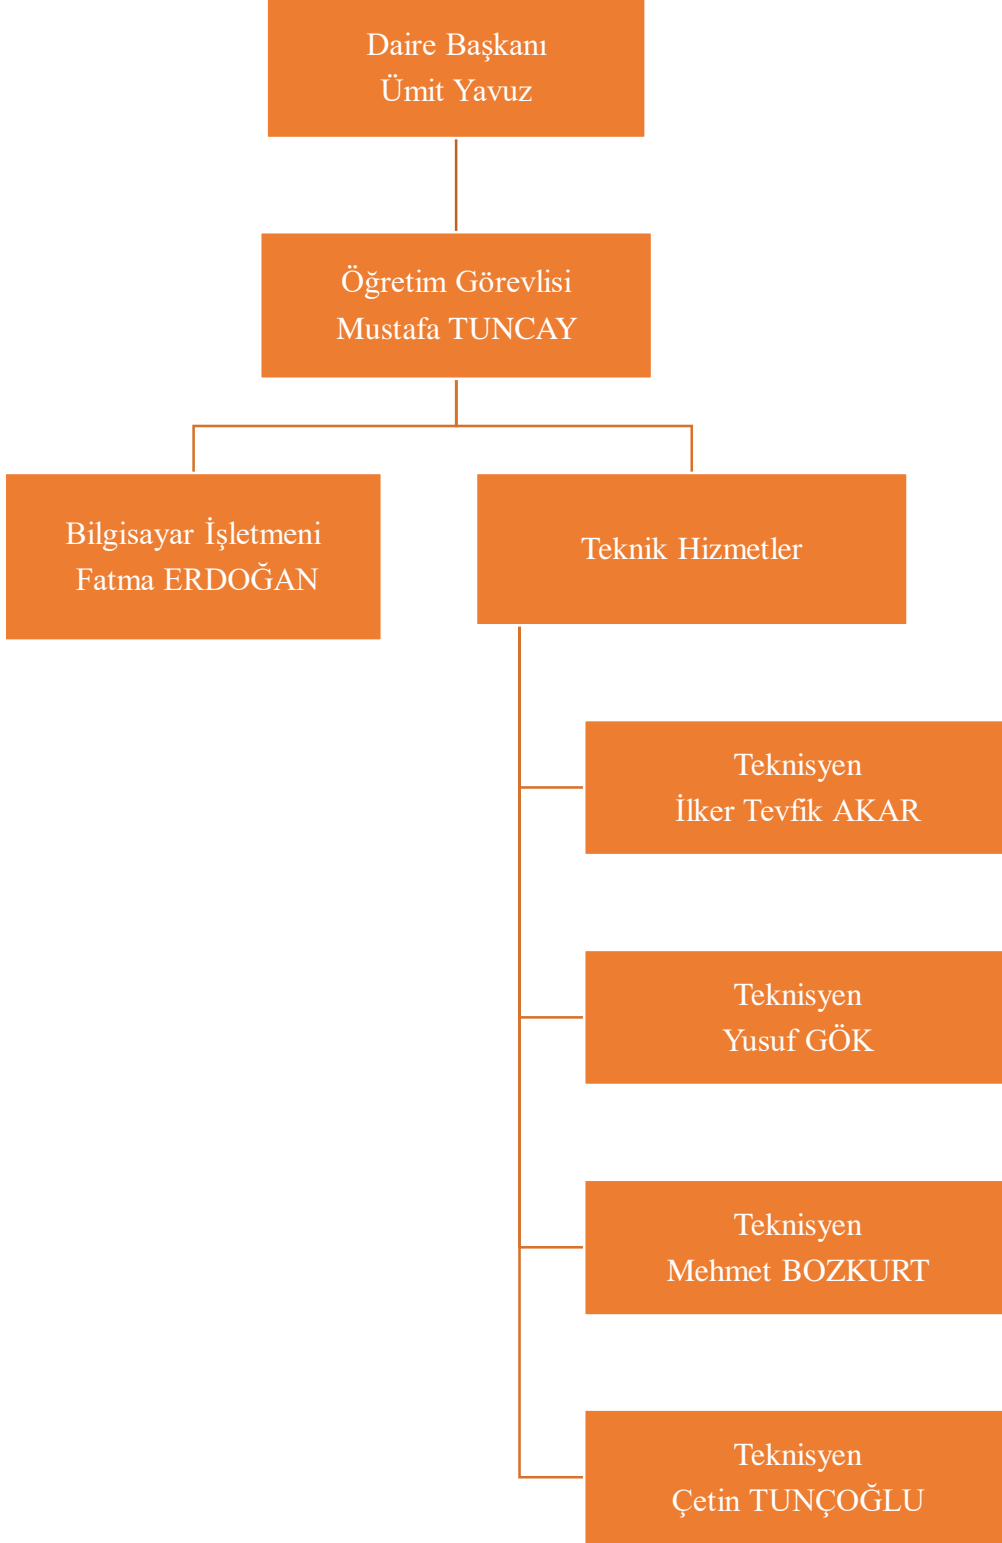 Daire Başkanı
Ümit Yavuz
Öğretim Görevlisi
Mustafa TUNCAY
Bilgisayar İşletmeni
Fatma ERDOĞAN
Teknik Hizmetler
Teknisyen
İlker Tevfik AKAR
Teknisyen
Yusuf GÖK
Teknisyen
Mehmet BOZKURT
Teknisyen
Çetin TUNÇOĞLU